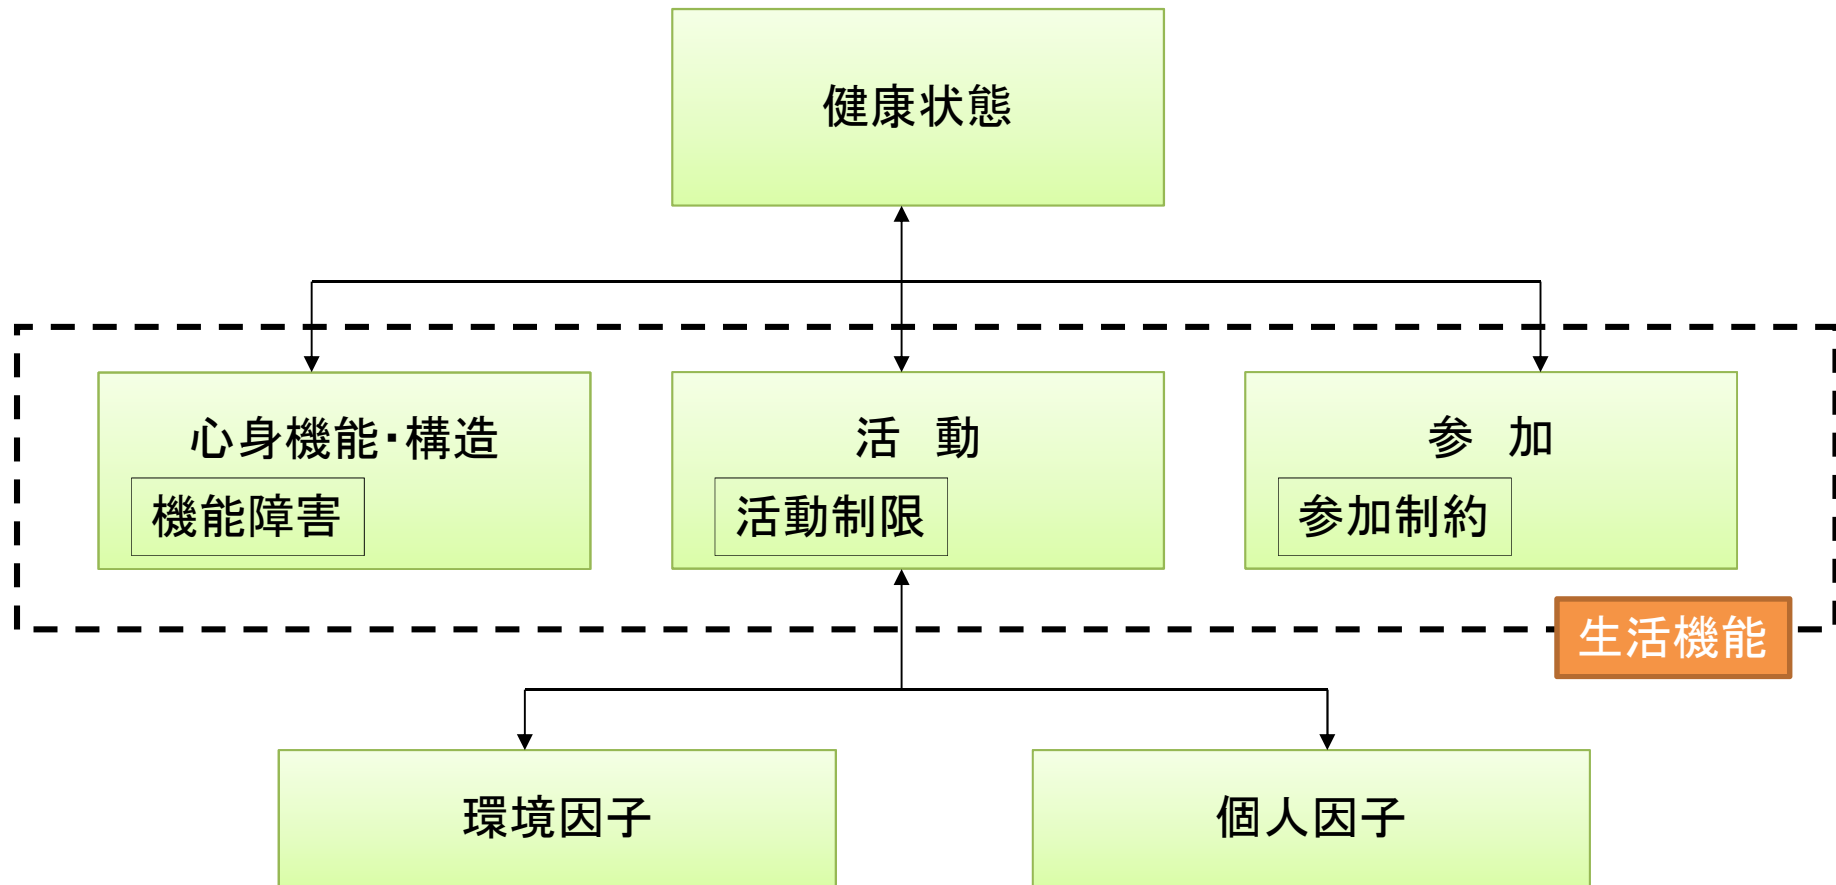 健康状態
心身機能・構造
機能障害
活　動
活動制限
参　加
参加制約
生活機能
環境因子
個人因子